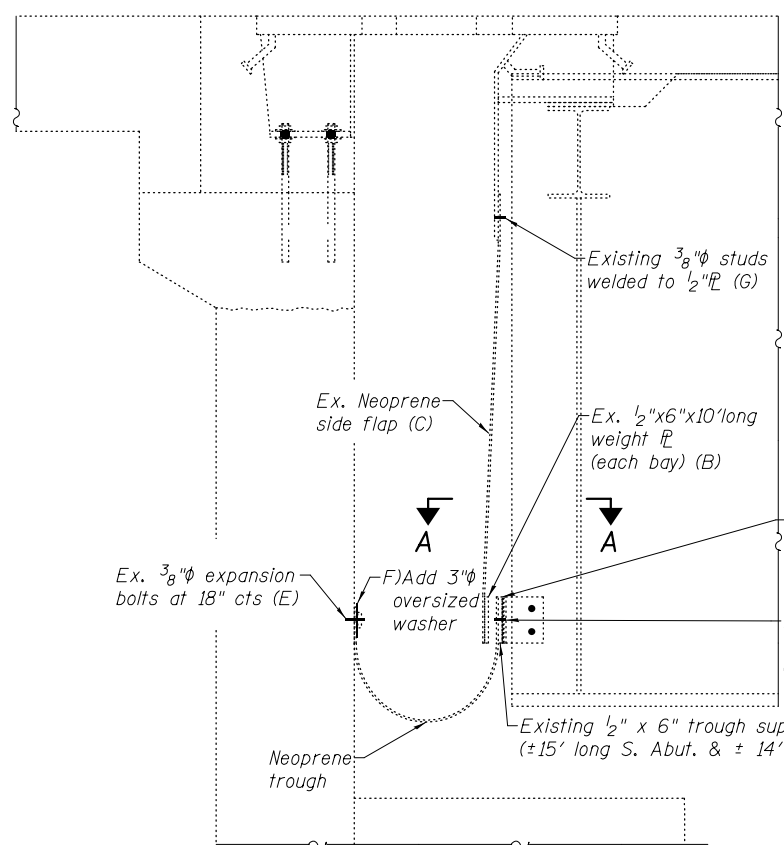 Existing 3/8"ϕ studs
welded to 1/2"℄ (G)
Ex. Neoprene
side flap (C)
Ex. 1/2"x6"x10'long
weight ℄
(each bay) (B)
A
A
Ex. 3/8"ϕ expansion
bolts at 18" cts (E)
F)Add 3"ϕ
oversized
washer
Existing 1/2" x 6" trough sup
(±15' long S. Abut. & ± 14'
Neoprene
trough